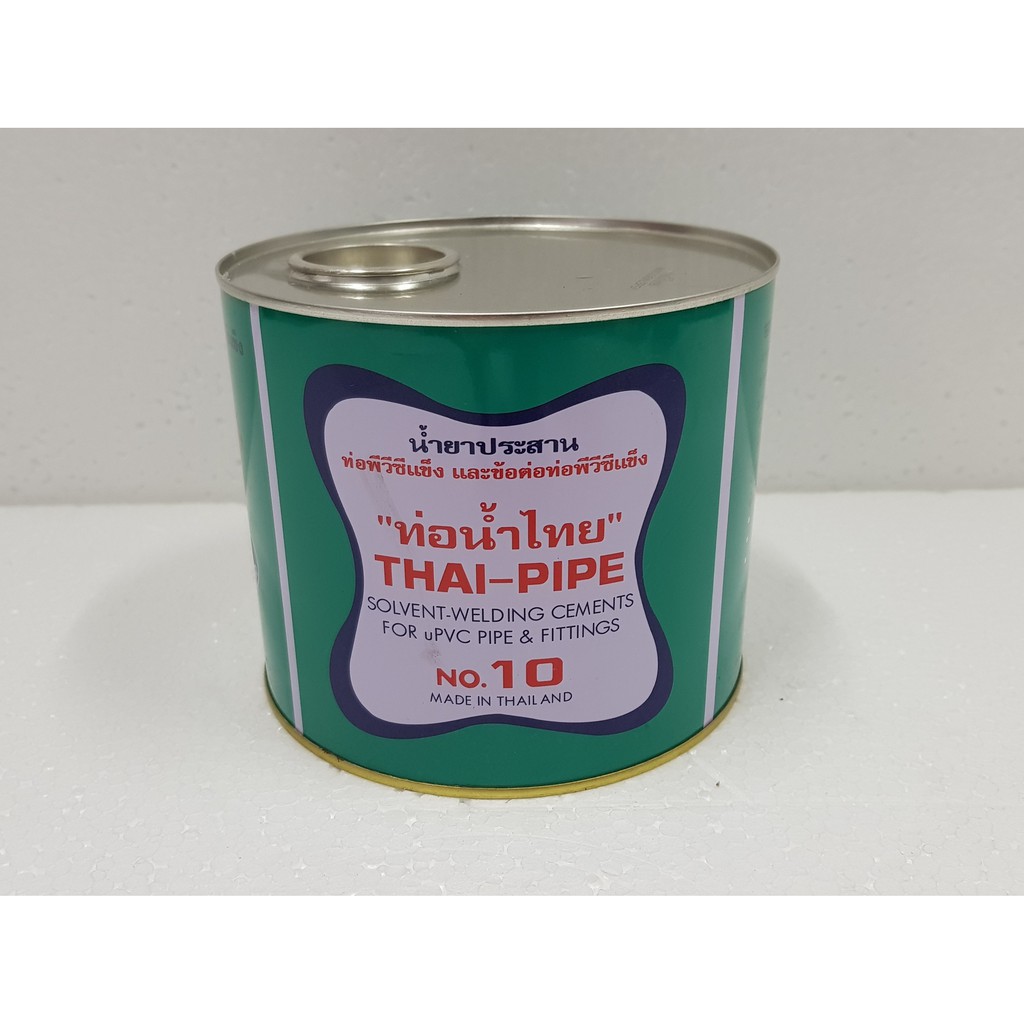 น้ำยาประสาน
ท่อพีวีซีแข็ง และข้อต่อท่อพีวีซีแข็ง
"ท่อน้ำไทย"
THAI-PIPE
SOLVENT-WELDING CEMENTS
FOR uPVC PIPE & FITTINGS
NO. 10
MADE IN THAILAND